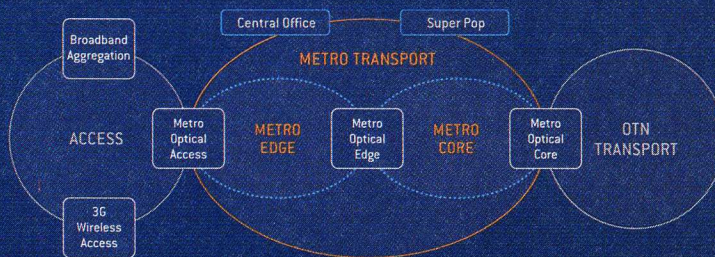 Central Office
Super Pop
Broadband
Aggregation
METRO TRANSPORT
ACCESS
Metro
Optical
Access
METRO
EDGE
Metro
Optical
Edge
METRO
CORE
Metro
Optical
Core
OTN
TRANSPORT
3G
Wireless
Access